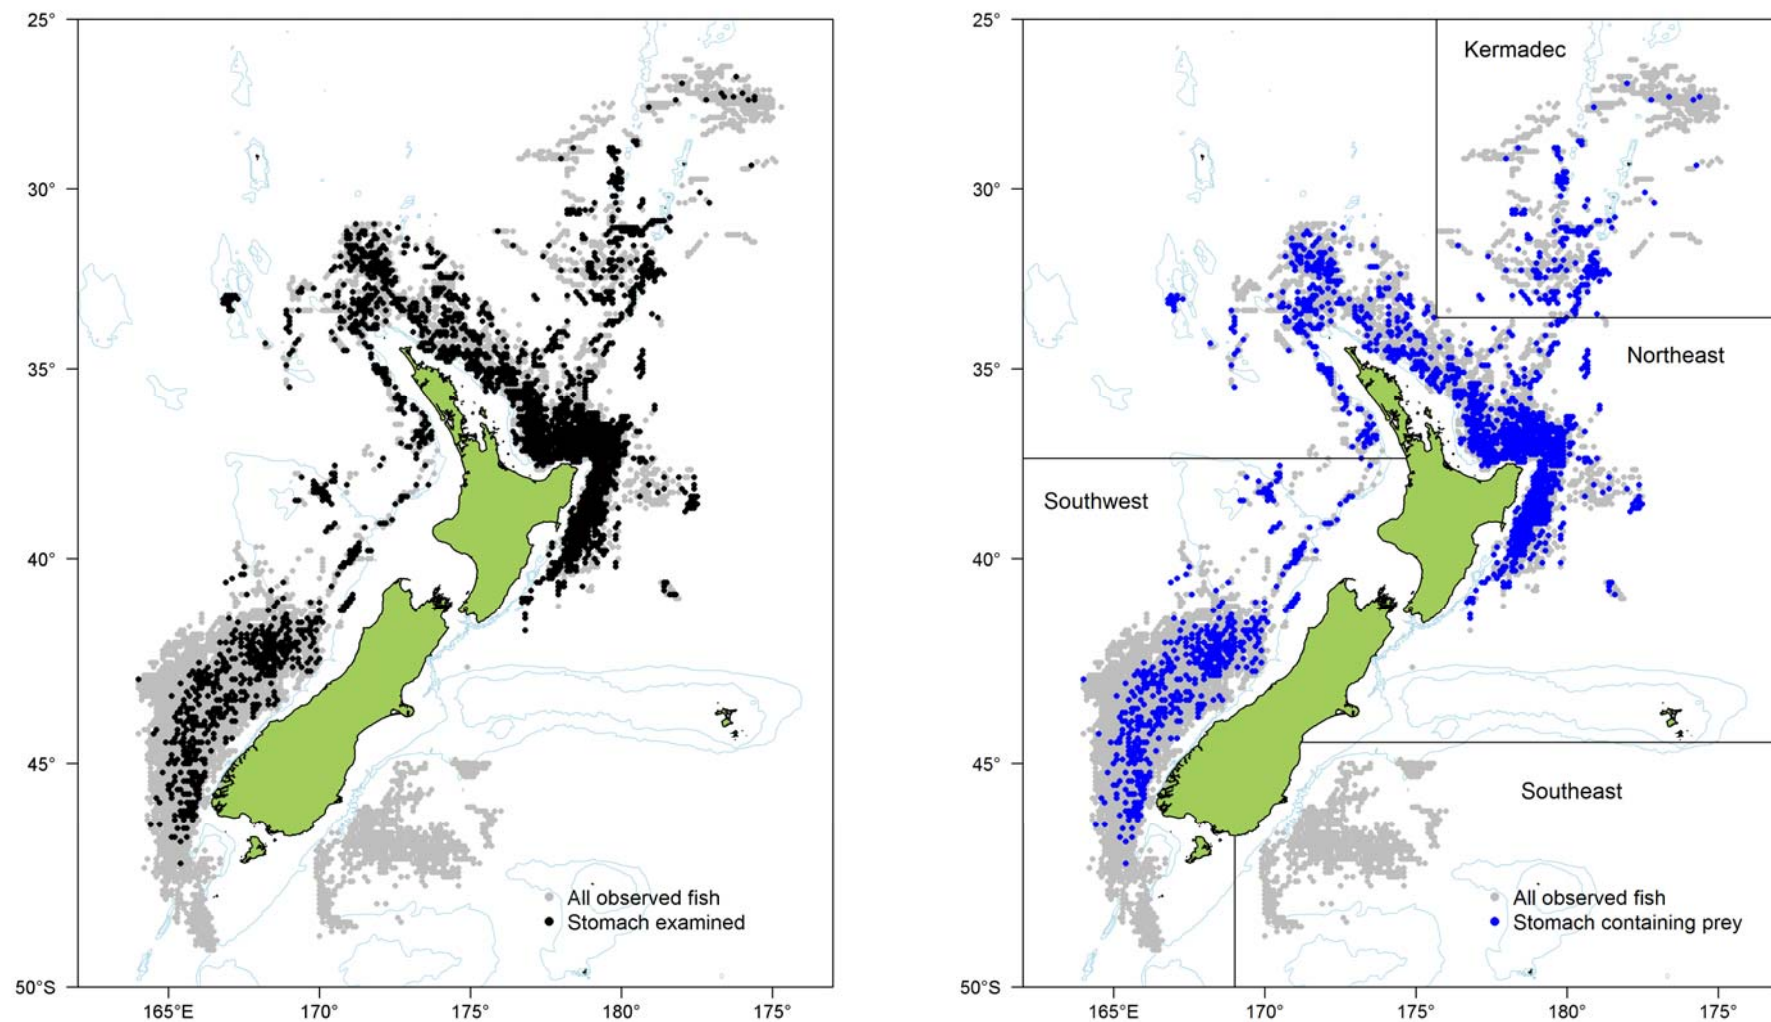 25°
30°
35°
40°
45°
50°S
165°E
170°
175°
180°
175°
All observed fish
Stomach examined
25°
30°
35°
40°
45°
50°S
165°E
170°
175°
180°
175°
Kermadec
Northeast
Southwest
Southeast
All observed fish
Stomach containing prey